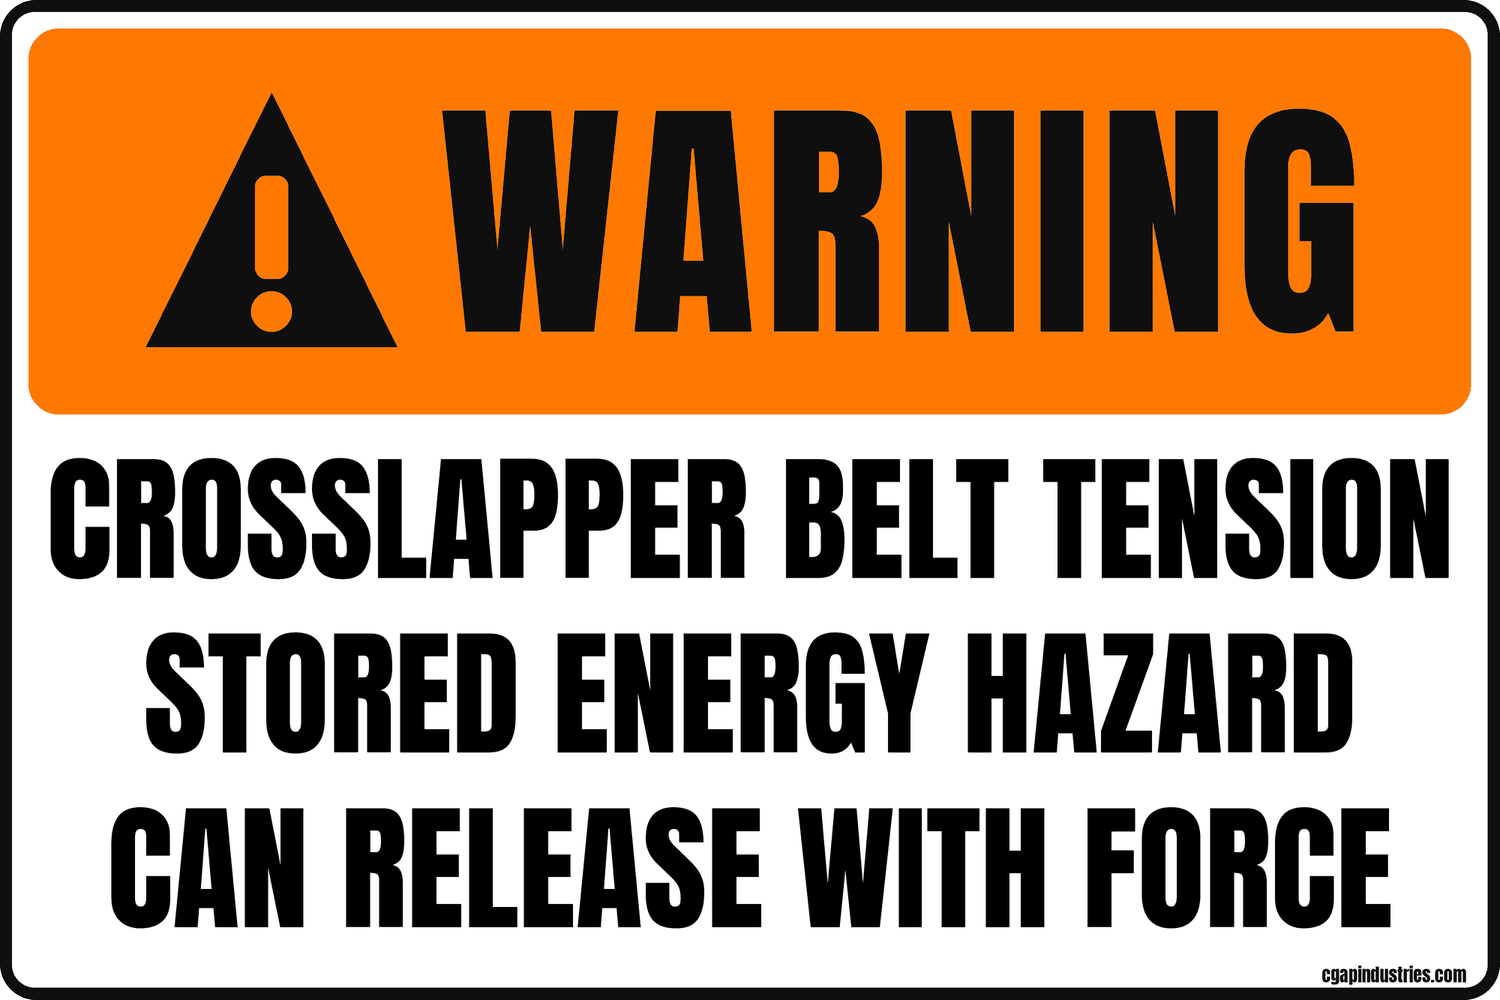 WARNING
CROSSLAPPER BELT TENSION
STORED ENERGY HAZARD
CAN RELEASE WITH FORCE
cgapindustries.com